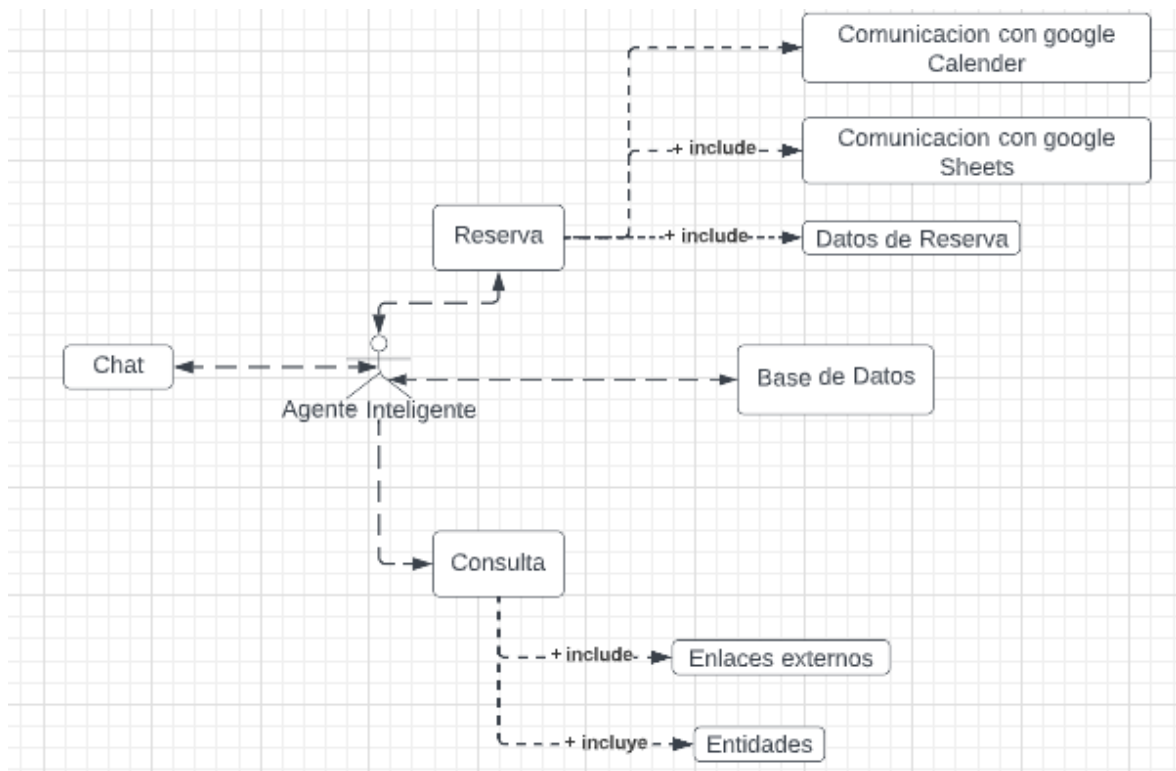 Comunicacion con google
Calender
Comunicacion con google
Sheets
+ include
Reserva
+ include
Datos de Reserva
Chat
Base de Datos
Agente Inteligente
Consulta
+ include
Enlaces externos
+ incluye
Entidades